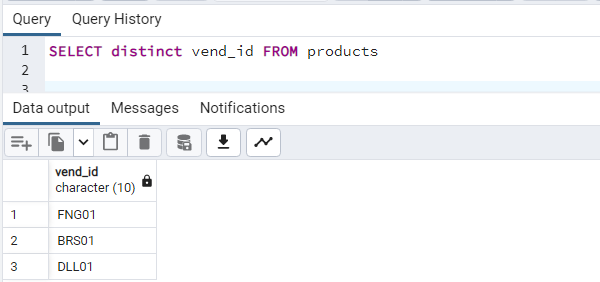 Query Query History
1 SELECT distinct vend_id FROM products
2
3
Data output Messages Notifications
vend_id
character (10)
1 FNG01
2 BRS01
3 DLL01